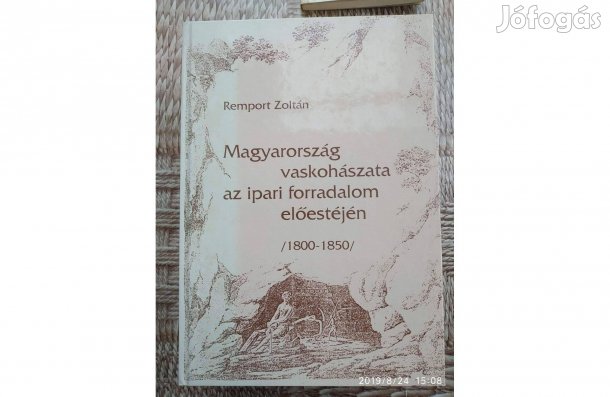 Jófogás
Remport Zoltán
Magyarország
vaskohászata
az ipari forradalom
előestéjén
/1800-1850/
2019/8/24 15:08